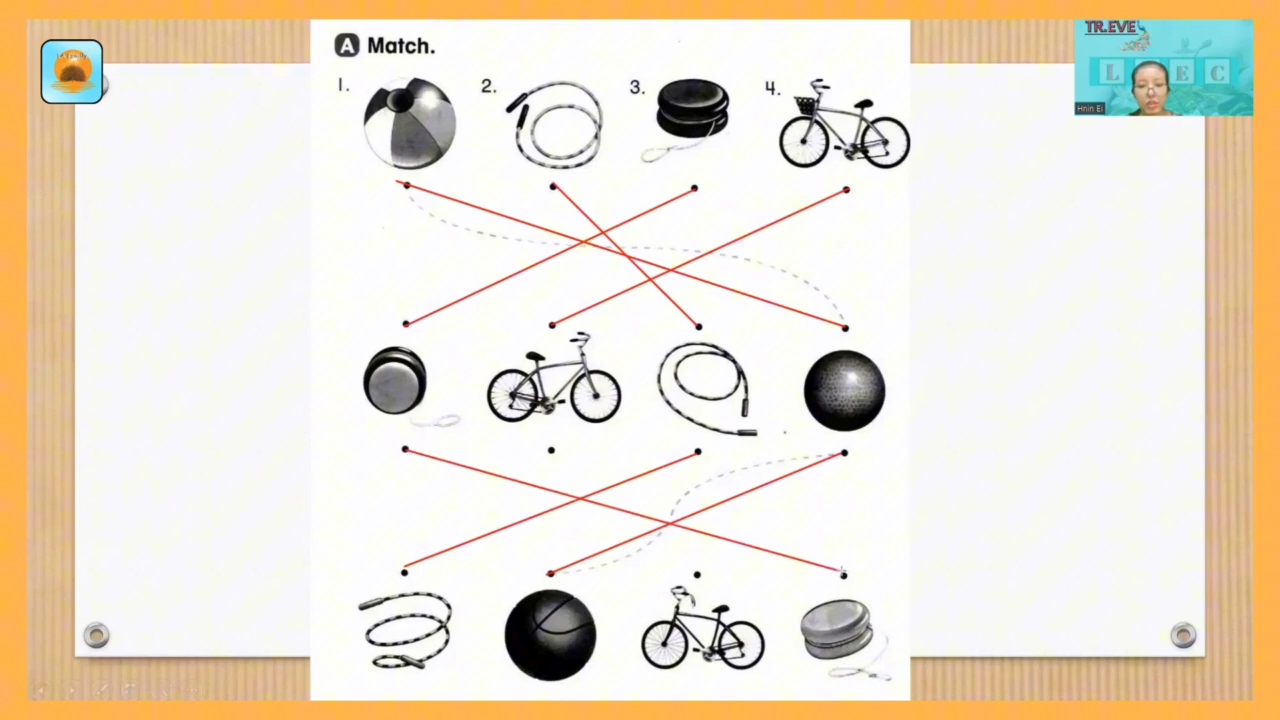 A Match.
1.
2.
3.
4.
TR.EVE
L E C
Hnin Ei